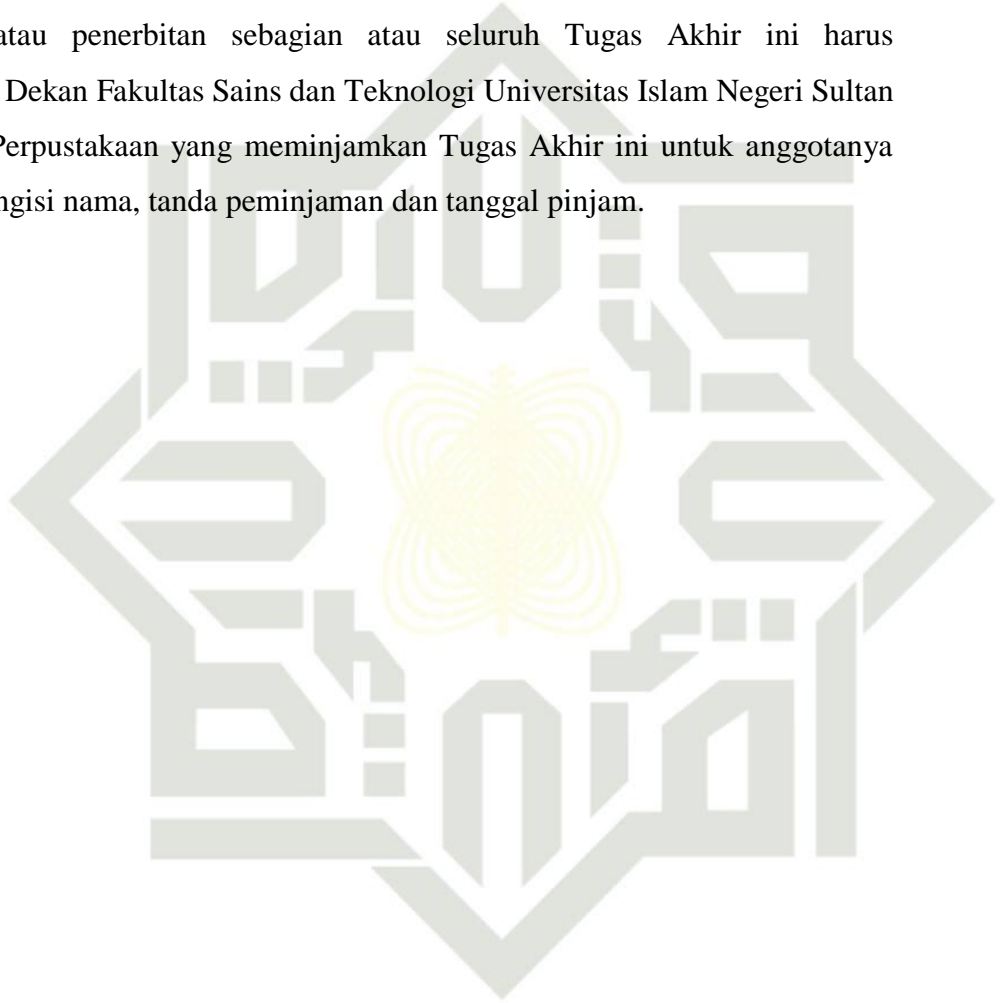 atau penerbitan sebagian atau seluruh Tugas Akhir ini harus
Dekan Fakultas Sains dan Teknologi Universitas Islam Negeri Sultan
Perpustakaan yang meminjamkan Tugas Akhir ini untuk anggotanya
ngisi nama, tanda peminjaman dan tanggal pinjam.